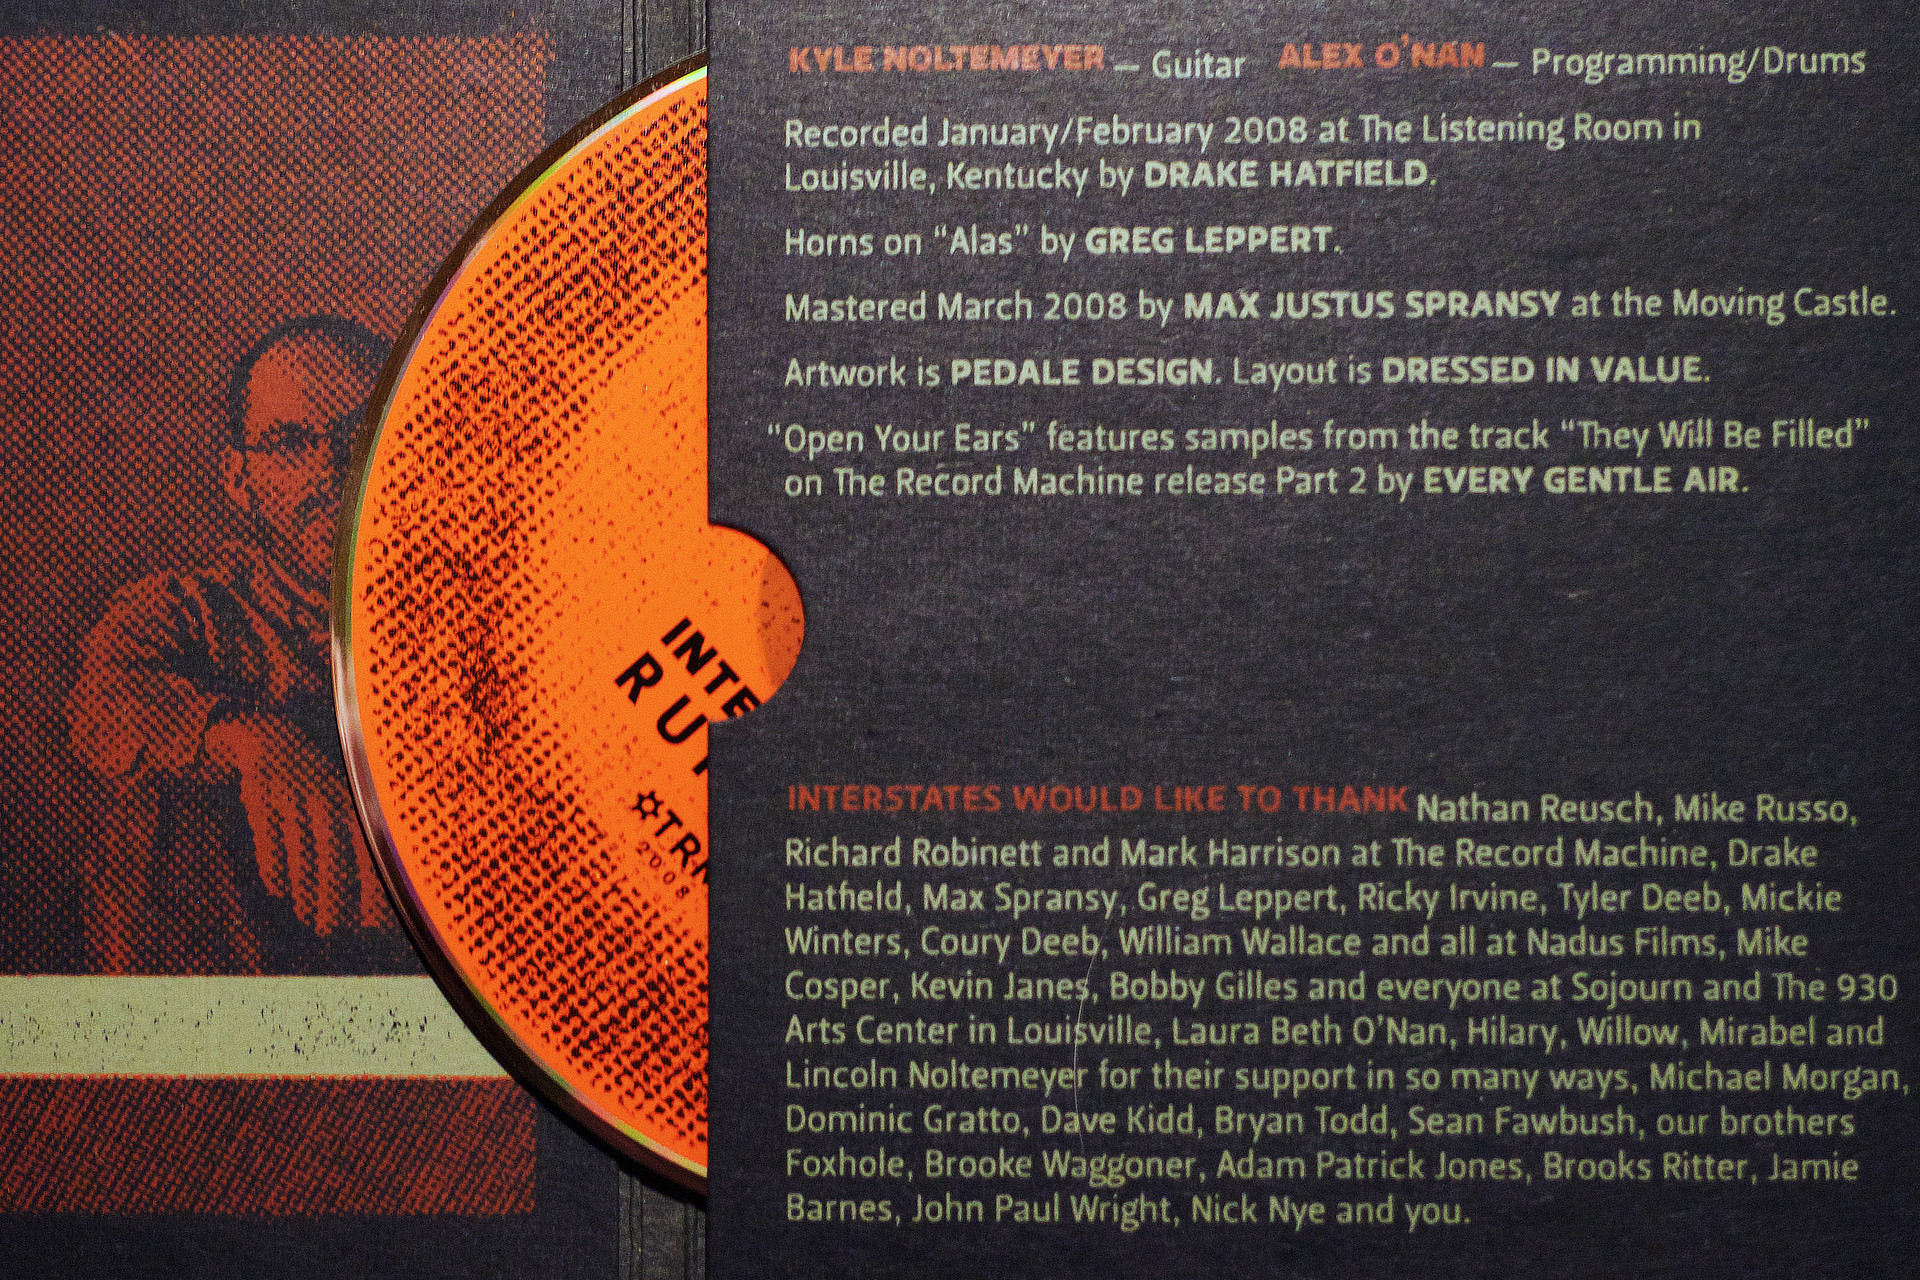 KYLE NOLTEMEYER — Guitar ALEX O'NAN — Programming/Drums
Recorded January/February 2008 at The Listening Room in
Louisville, Kentucky by DRAKE HATFIELD.
Horns on “Alas” by GREG LEPPERT.
Mastered March 2008 by MAX JUSTUS SPRANSY at the Moving Castle.
Artwork is PEDALE DESIGN. Layout is DRESSED IN VALUE.
“Open Your Ears” features samples from the track “They Will Be Filled”
on The Record Machine release Part 2 by EVERY GENTLE AIR.
INTE
RU
TR
2008
INTERSTATES WOULD LIKE TO THANK Nathan Reusch, Mike Russo,
Richard Robinett and Mark Harrison at The Record Machine, Drake
Hatfield, Max Spransy, Greg Leppert, Ricky Irvine, Tyler Deeb, Mickie
Winters, Coury Deeb, William Wallace and all at Nadus Films, Mike
Cosper, Kevin Janes, Bobby Gilles and everyone at Sojourn and The 930
Arts Center in Louisville, Laura Beth O’Nan, Hilary, Willow, Mirabel and
Lincoln Noltemeyer for their support in so many ways, Michael Morgan,
Dominic Gratto, Dave Kidd, Bryan Todd, Sean Fawbush, our brothers
Foxhole, Brooke Waggoner, Adam Patrick Jones, Brooks Ritter, Jamie
Barnes, John Paul Wright, Nick Nye and you.